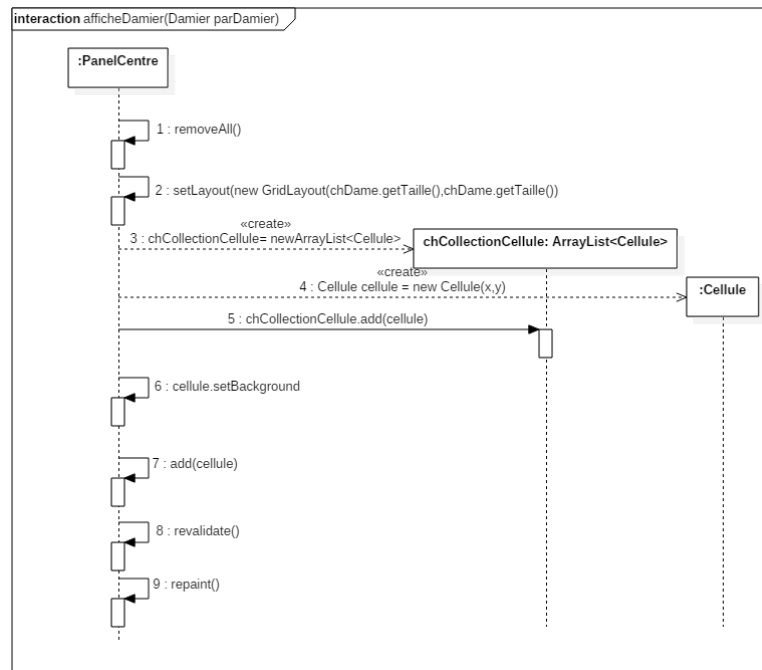 interaction afficheDamier(Damier parDamier)
:PanelCentre
1 : removeAll()
2 : setLayout(new GridLayout(chDame.getTaille(),chDame.getTaille())
«create»
3 : chCollectionCellule= newArrayList<Cellule>
chCollectionCellule: ArrayList<Cellule>
«create»
4 : Cellule cellule = new Cellule(x,y)
:Cellule
5 : chCollectionCellule.add(cellule)
6 : cellule.setBackground
7 : add(cellule)
8 : revalidate()
9 : repaint()